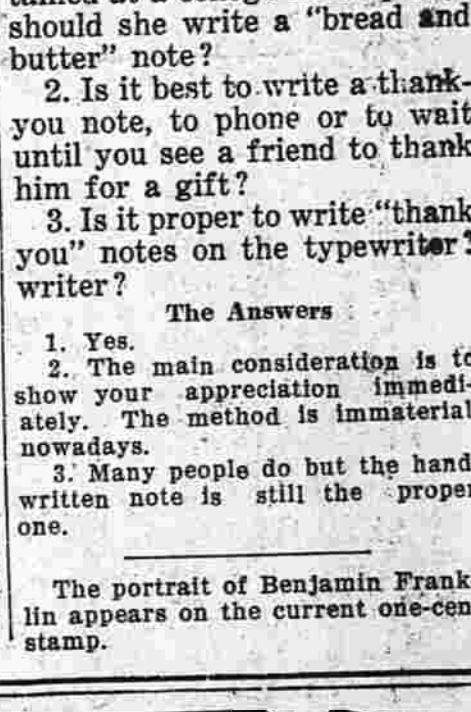 should she write a "bread and
butter" note?
2. Is it best to write a thank-
you note, to phone or to wait
until you see a friend to thank
him for a gift?
3. Is it proper to write "thank
you" notes on the typewriter?
writer?
The Answers
1. Yes.
2. The main consideration is to
show your appreciation immedi-
ately. The method is immaterial
nowadays.
3. Many people do but the hand
written note is still the proper
one.
The portrait of Benjamin Frank
lin appears on the current one-cen
stamp.